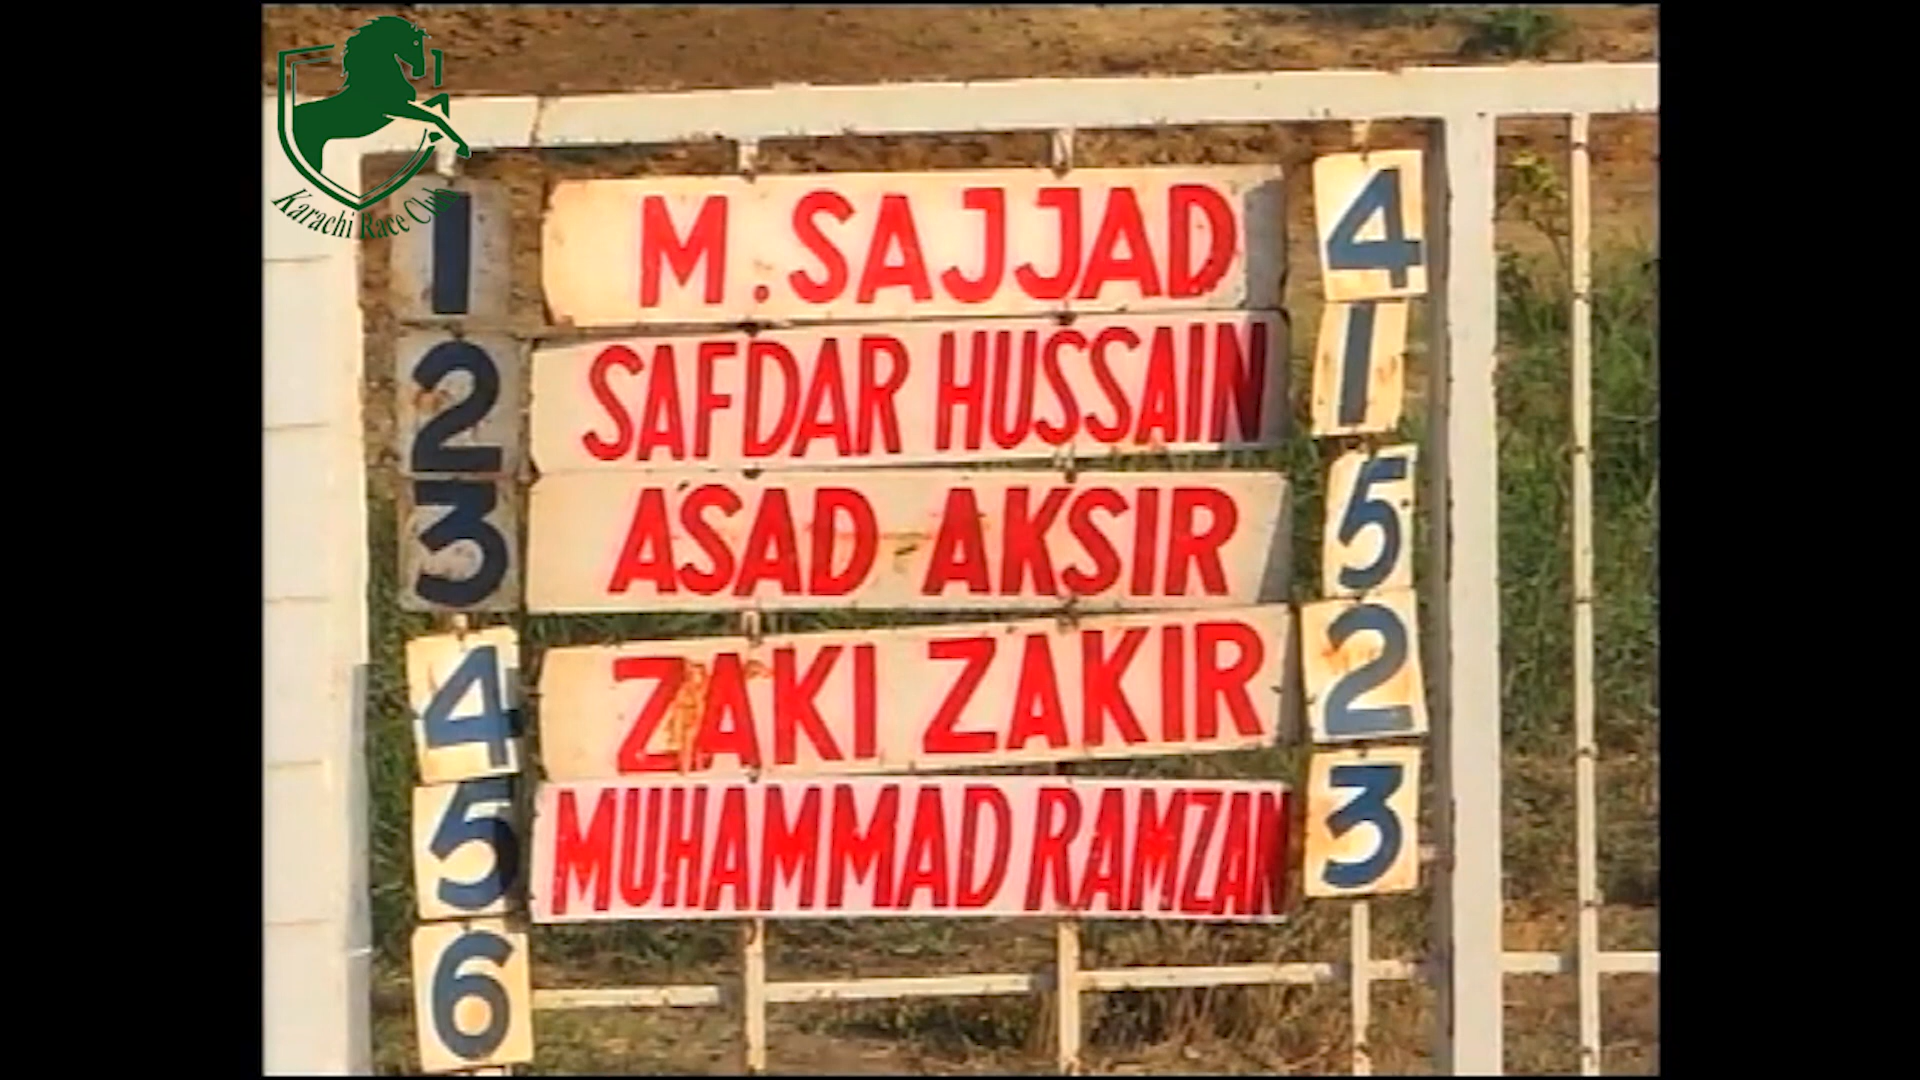 Karachi Race Club
1 M. SAJJAD 4
2 SAFDAR HUSSAIN 1
3 ASAD AKSIR 5
4 ZAKI ZAKIR 2
5 MUHAMMAD RAMZAN 3
6